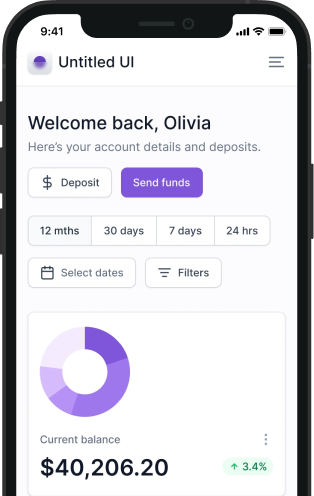 9:41
Untitled UI
Welcome back, Olivia
Here's your account details and deposits.
Deposit Send funds
12 mths 30 days 7 days 24 hrs
Select dates Filters
Current balance
$40,206.20 3.4%